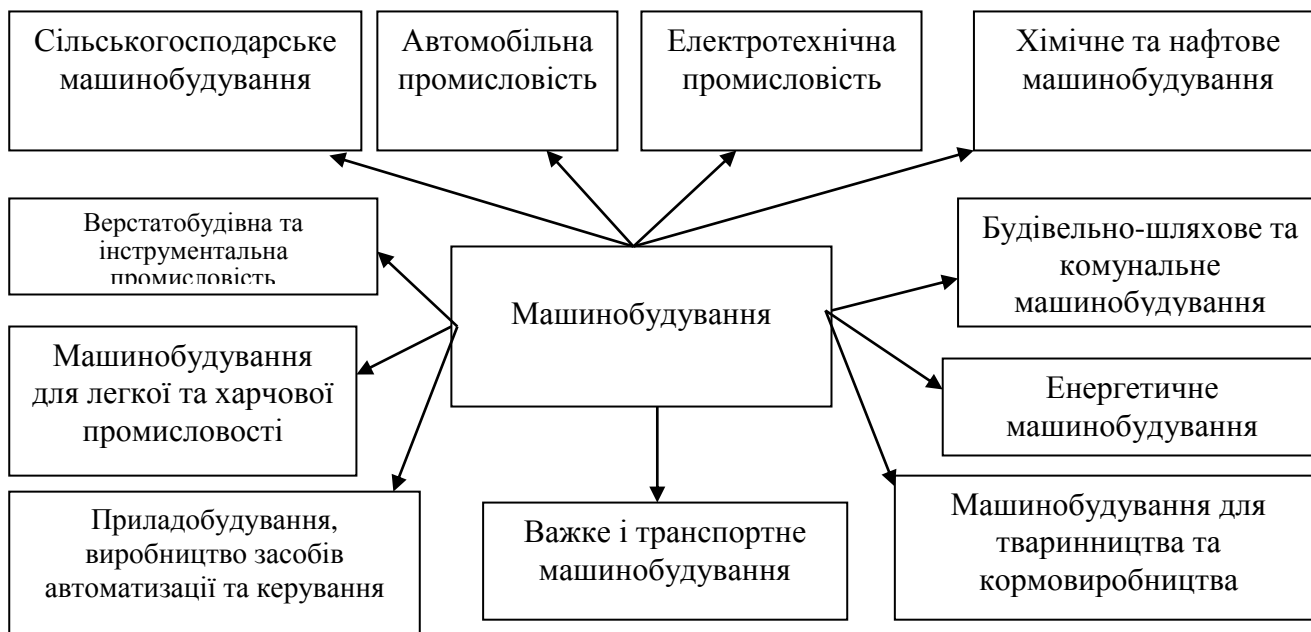 Сільськогосподарське
машинобудування
Автомобільна
промисловість
Електротехнічна
промисловість
Хімічне та нафтове
машинобудування
Верстатобудівна та
інструментальна
промисловість
Машинобудування
Будівельно-шляхове та
комунальне
машинобудування
Машинобудування
для легкої та харчової
промисловості
Енергетичне
машинобудування
Приладобудування,
виробництво засобів
автоматизації та керування
Важке і транспортне
машинобудування
Машинобудування для
тваринництва та
кормовиробництва